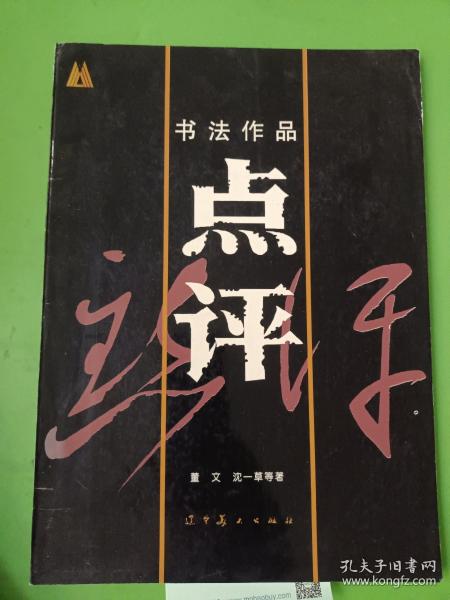 书法作品
点评
董 文 沈一草等著
辽宁美术出版社
孔夫子旧书网
www.kongfz.com